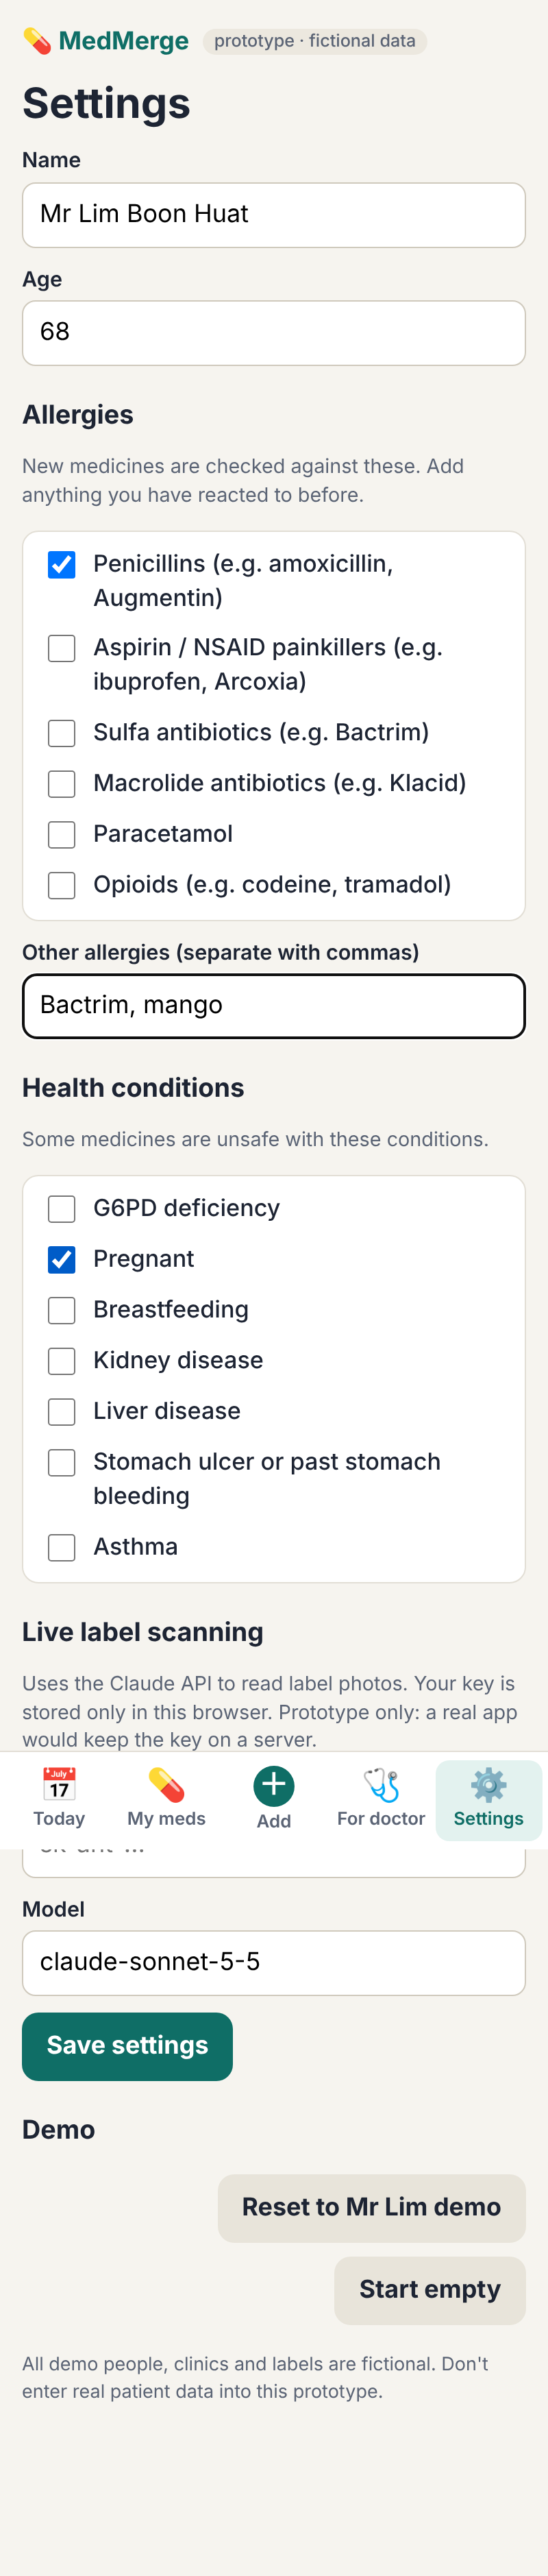 MedMerge
prototype · fictional data
Settings
Name
Mr Lim Boon Huat
Age
68
Allergies
New medicines are checked against these. Add
anything you have reacted to before.
Penicillins (e.g. amoxicillin,
Augmentin)
Aspirin / NSAID painkillers (e.g.
ibuprofen, Arcoxia)
Sulfa antibiotics (e.g. Bactrim)
Macrolide antibiotics (e.g. Klacid)
Paracetamol
Opioids (e.g. codeine, tramadol)
Other allergies (separate with commas)
Bactrim, mango
Health conditions
Some medicines are unsafe with these conditions.
G6PD deficiency
Pregnant
Breastfeeding
Kidney disease
Liver disease
Stomach ulcer or past stomach
bleeding
Asthma
Live label scanning
Uses the Claude API to read label photos. Your key is
stored only in this browser. Prototype only: a real app
would keep the key on a server.
July
17
Today
My meds
Add
For doctor
Settings
Model
claude-sonnet-5-5
Save settings
Demo
Reset to Mr Lim demo
Start empty
All demo people, clinics and labels are fictional. Don't
enter real patient data into this prototype.